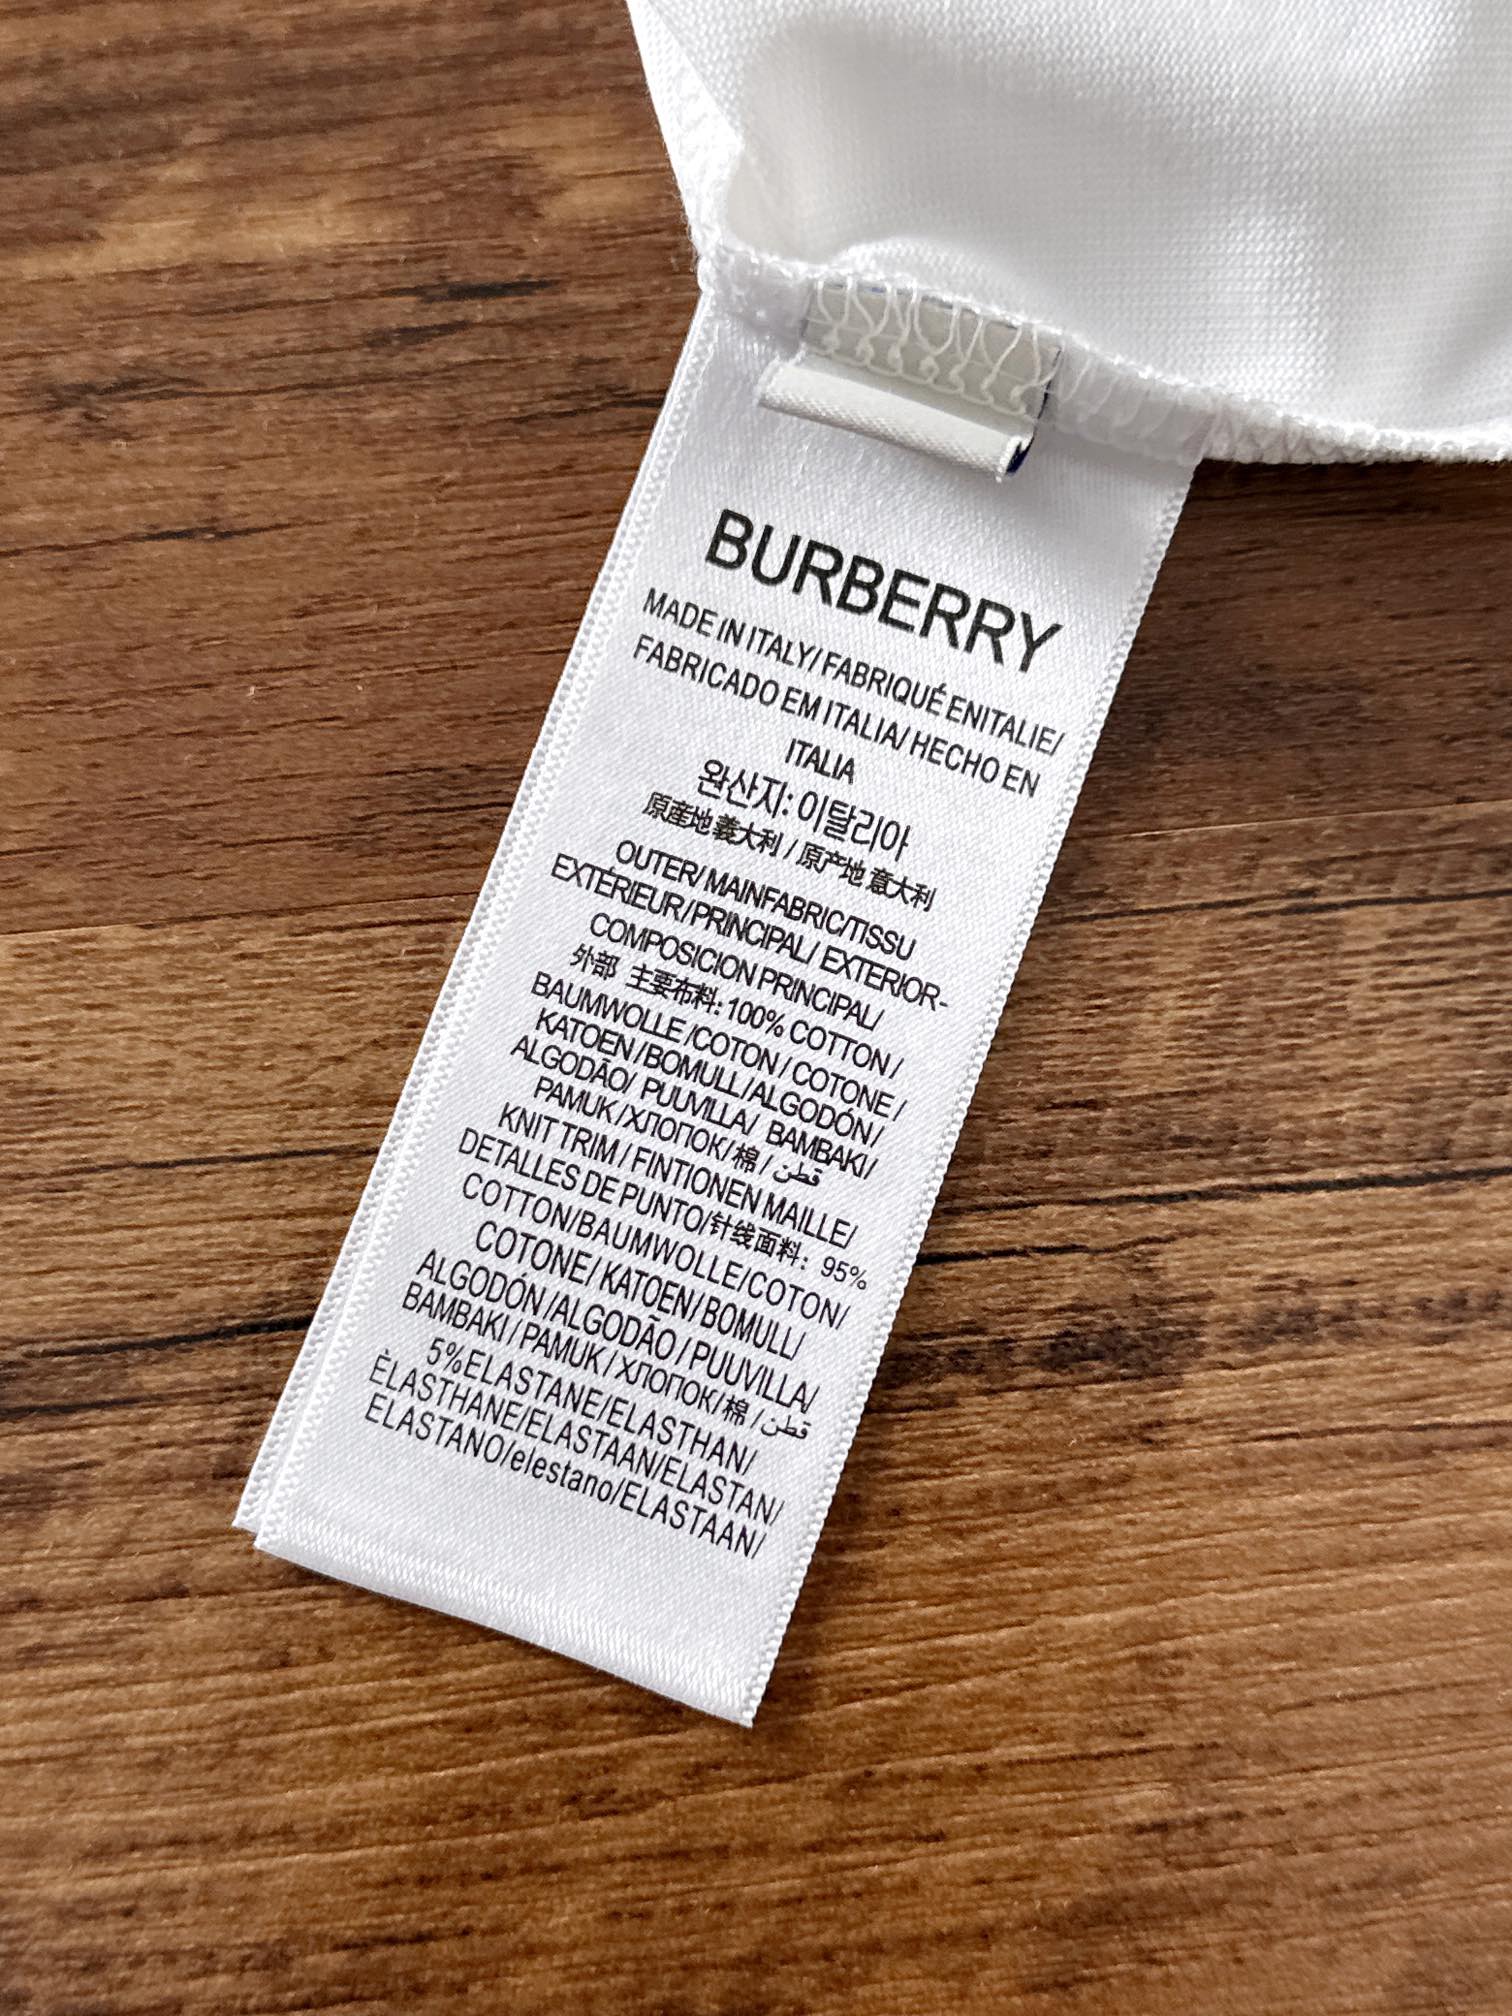 BURBERRY
MADE IN ITALY/ FABRIQUÉ ENITALIE/
FABRICADO EM ITALIA/ HECHO EN
ITALIA
완산지: 이탈리아
原産地 義大利 / 原产地 意大利
OUTER/ MAINFABRIC/TISSU
EXTÉRIEUR/PRINCIPAL/ EXTERIOR-
COMPOSICION PRINCIPAL/
外部 主要布料: 100% COTTON /
BAUMWOLLE /COTON / COTONE /
KATOEN /BOMULL/ALGODÓN /
ALGODÃO/ PUUVILLA/ BAMBAKI/
PAMUK/ХЛОПОК/棉 / قطن
KNIT TRIM / FINTIONEN MAILLE/
DETALLES DE PUNTO/针线面料: 95%
COTTON/BAUMWOLLE/COTON/
COTONE/ KATOEN/ BOMULL/
ALGODÓN /ALGODÃO / PUUVILLA/
BAMBAKI / PAMUK / ХЛОПОК/棉 / قطن
5%ELASTANE/ELASTHAN/
ÈLASTHANE/ELASTAAN/ELASTAN/
ELASTANO/elestano/ELASTAAN/